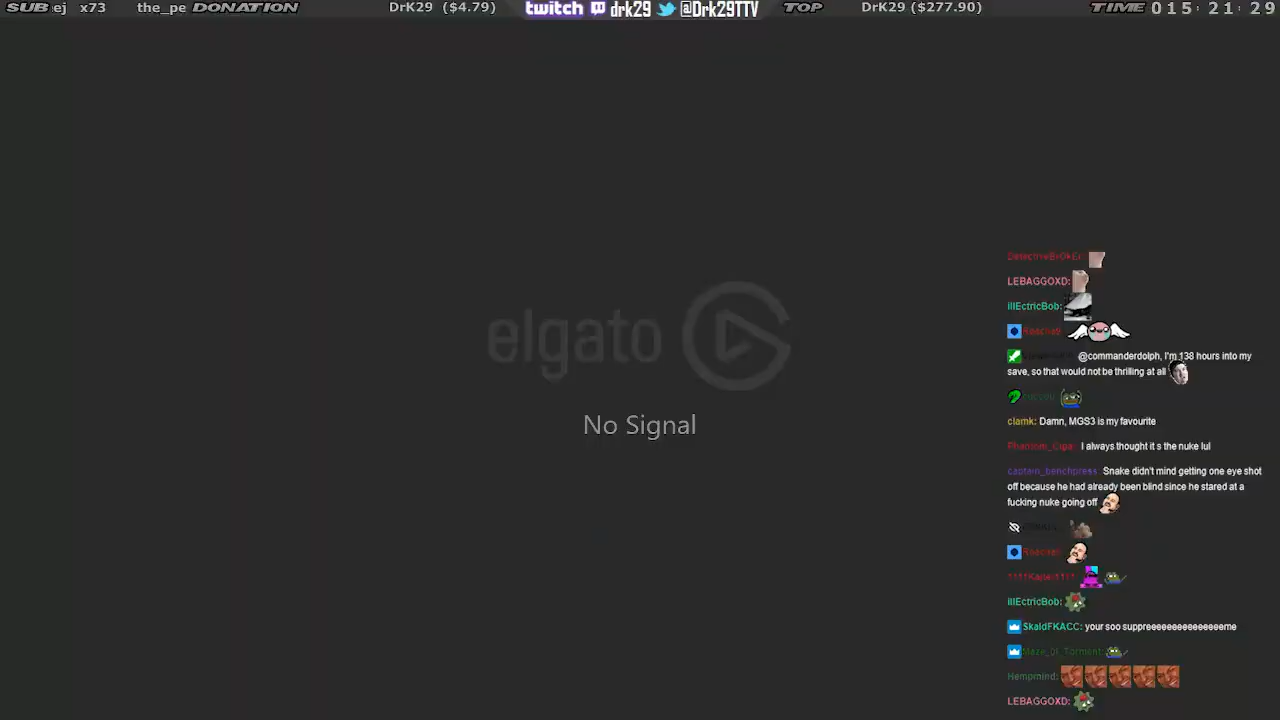 SUB ej x73 the_pe DONATION DrK29 ($4.79) twitch drk29 @Drk29TTV TOP DrK29 ($277.90) TIME 015:21:29
elgato
No Signal
LEBAGGOXD:
illEctricBob:
@commanderdolph, I'm 138 hours into my
save, so that would not be thrilling at all
clamk: Damn, MGS3 is my favourite
I always thought it s the nuke lul
captain_benchpress: Snake didn't mind getting one eye shot
off because he had already been blind since he stared at a
fucking nuke going off
illEctricBob:
SkaldFKACC: your soo suppreeeeeeeeeeeeeeme
Maze_Of_Torment:
Hempmind:
LEBAGGOXD: